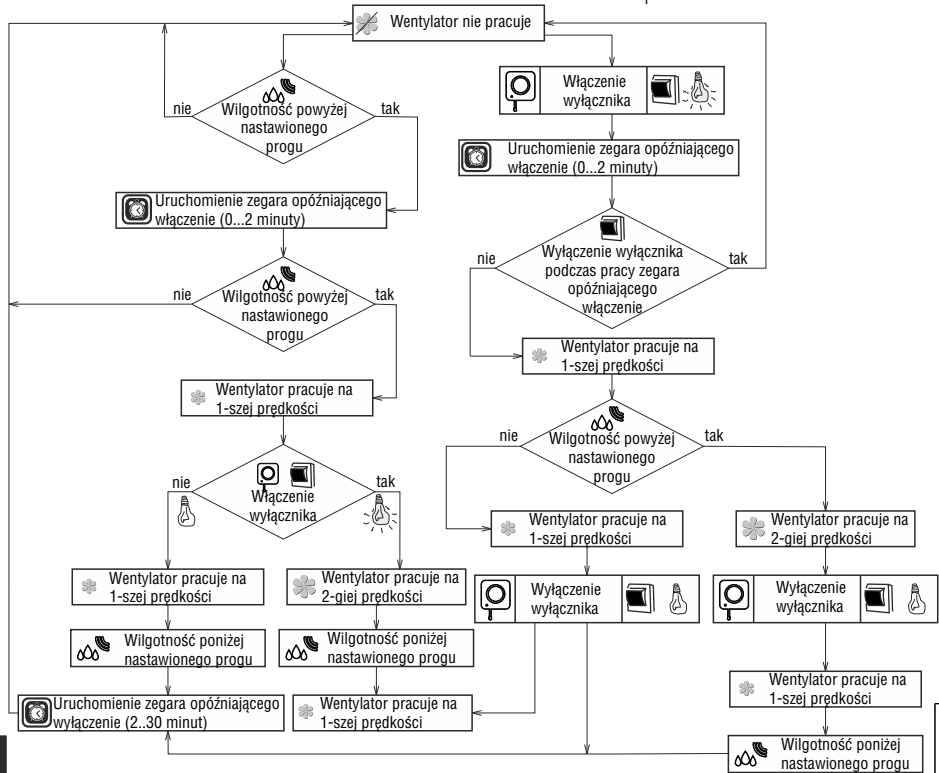 Wentylator nie pracuje
nie
Wilgotność powyżej
nastawionego
progu
tak
Uruchomienie zegara opóźniającego
włączenie (0...2 minuty)
nie
Wilgotność powyżej
nastawionego
progu
tak
Wentylator pracuje na
1-szej prędkości
nie
Włączenie
wyłącznika
tak
Wentylator pracuje na
1-szej prędkości
Wentylator pracuje na
2-giej prędkości
Wilgotność poniżej
nastawionego progu
Wilgotność poniżej
nastawionego progu
Uruchomienie zegara opóźniającego
wyłączenie (2..30 minut)
Wentylator pracuje na
1-szej prędkości
Włączenie
wyłącznika
Uruchomienie zegara opóźniającego
włączenie (0...2 minuty)
nie
Wyłączenie wyłącznika
podczas pracy zegara
opóźniającego
włączenie
tak
Wentylator pracuje na
1-szej prędkości
nie
Wilgotność powyżej
nastawionego
progu
tak
Wentylator pracuje na
1-szej prędkości
Wentylator pracuje na
2-giej prędkości
Wyłączenie
wyłącznika
Wyłączenie
wyłącznika
Wentylator pracuje na
1-szej prędkości
Wilgotność poniżej
nastawionego progu